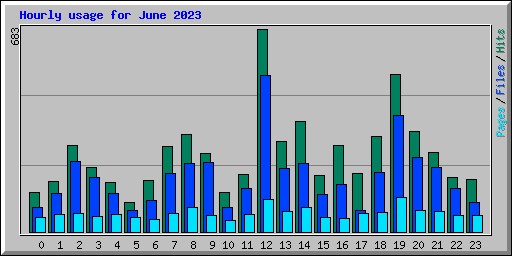 Hourly usage for June 2023
683
Pages / Files / Hits
0 1 2 3 4 5 6 7 8 9 10 11 12 13 14 15 16 17 18 19 20 21 22 23